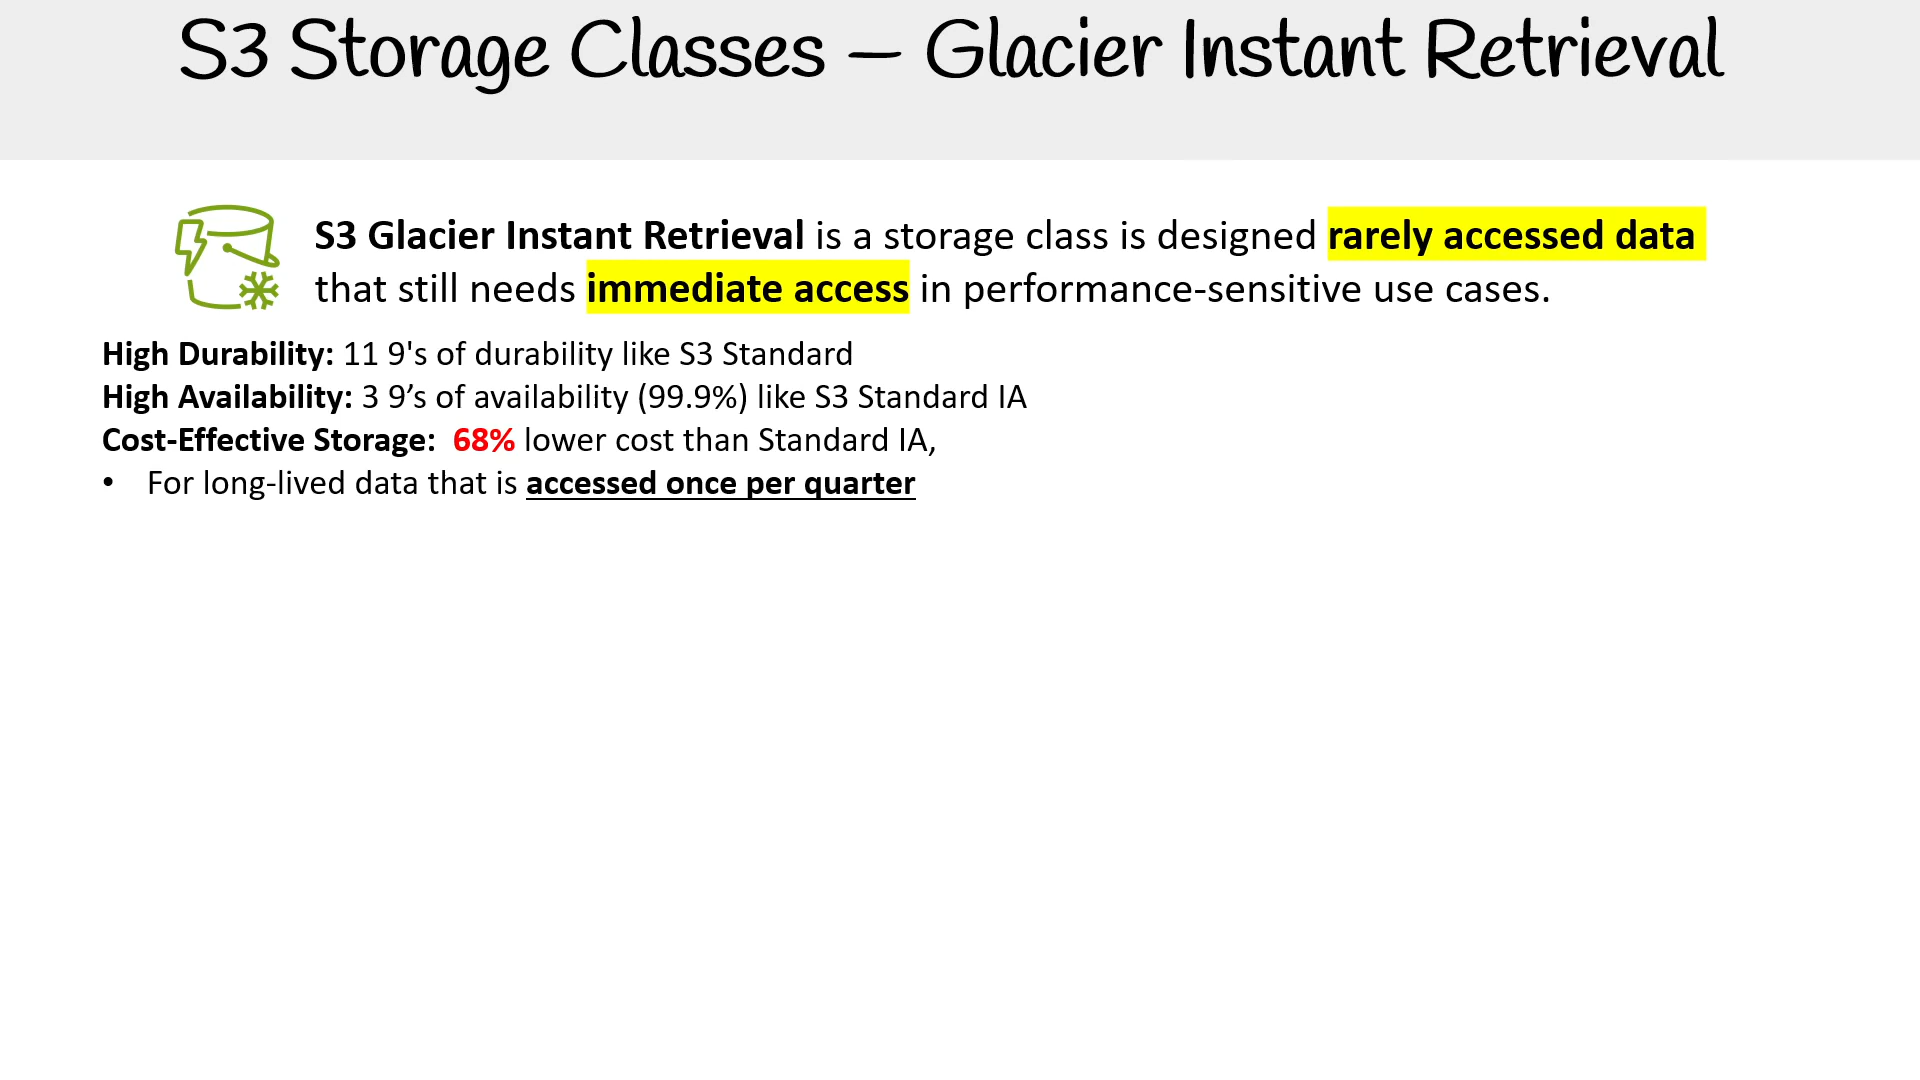 S3 Storage Classes – Glacier Instant Retrieval
S3 Glacier Instant Retrieval is a storage class is designed rarely accessed data
that still needs immediate access in performance-sensitive use cases.
High Durability: 11 9's of durability like S3 Standard
High Availability: 3 9’s of availability (99.9%) like S3 Standard IA
Cost-Effective Storage: 68% lower cost than Standard IA,
• For long-lived data that is accessed once per quarter